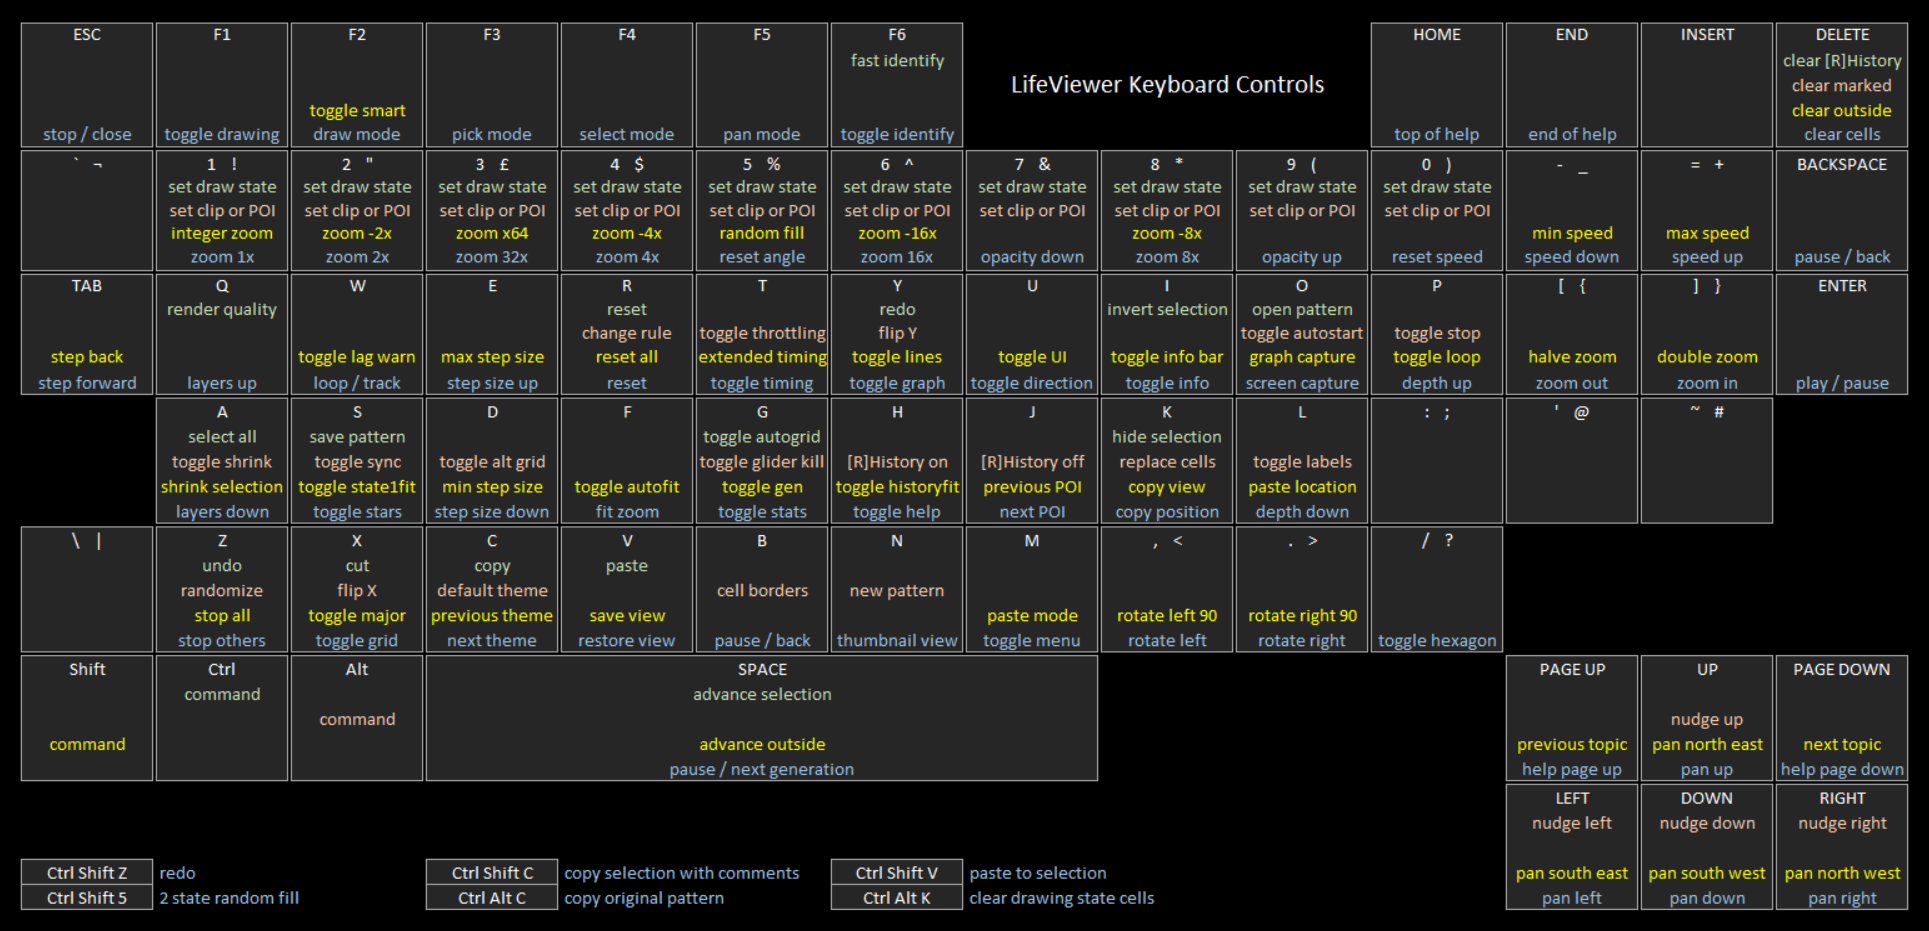 ESC
stop / close
F1
toggle drawing
F2
toggle smart
draw mode
F3
pick mode
F4
select mode
F5
pan mode
F6
fast identify
toggle identify
LifeViewer Keyboard Controls
HOME
top of help
END
end of help
INSERT
DELETE
clear [R]History
clear marked
clear outside
clear cells
` ¬
1 !
set draw state
set clip or POI
integer zoom
zoom 1x
2 "
set draw state
set clip or POI
zoom -2x
zoom 2x
3 £
set draw state
set clip or POI
zoom x64
zoom 32x
4 $
set draw state
set clip or POI
zoom -4x
zoom 4x
5 %
set draw state
set clip or POI
random fill
reset angle
6 ^
set draw state
set clip or POI
zoom -16x
zoom 16x
7 &
set draw state
set clip or POI
opacity down
8 *
set draw state
set clip or POI
zoom -8x
zoom 8x
9 (
set draw state
set clip or POI
opacity up
0 )
set draw state
set clip or POI
reset speed
- _
min speed
speed down
= +
max speed
speed up
BACKSPACE
pause / back
TAB
step back
step forward
Q
render quality
layers up
W
toggle lag warn
loop / track
E
max step size
step size up
R
reset
change rule
reset all
reset
T
toggle throttling
extended timing
toggle timing
Y
redo
flip Y
toggle lines
toggle graph
U
toggle UI
toggle direction
I
invert selection
toggle info bar
toggle info
O
open pattern
toggle autostart
graph capture
screen capture
P
toggle stop
toggle loop
depth up
[ {
halve zoom
zoom out
] }
double zoom
zoom in
ENTER
play / pause
A
select all
toggle shrink
shrink selection
layers down
S
save pattern
toggle sync
toggle state1fit
toggle stars
D
toggle alt grid
min step size
step size down
F
toggle autofit
fit zoom
G
toggle autogrid
toggle glider kill
toggle gen
toggle stats
H
[R]History on
toggle historyfit
toggle help
J
[R]History off
previous POI
next POI
K
hide selection
replace cells
copy view
copy position
L
toggle labels
paste location
depth down
: ;
' @
~ #
\ |
Z
undo
randomize
stop all
stop others
X
cut
flip X
toggle major
toggle grid
C
copy
default theme
previous theme
next theme
V
paste
save view
restore view
B
cell borders
pause / back
N
new pattern
thumbnail view
M
paste mode
toggle menu
, <
rotate left 90
rotate left
. >
rotate right 90
rotate right
/ ?
toggle hexagon
Shift
command
Ctrl
command
Alt
command
SPACE
advance selection
advance outside
pause / next generation
PAGE UP
previous topic
help page up
UP
nudge up
pan north east
pan up
PAGE DOWN
next topic
help page down
LEFT
nudge left
pan south east
pan left
DOWN
nudge down
pan south west
pan down
RIGHT
nudge right
pan north west
pan right
Ctrl Shift Z redo
Ctrl Shift 5 2 state random fill
Ctrl Shift C copy selection with comments
Ctrl Alt C copy original pattern
Ctrl Shift V paste to selection
Ctrl Alt K clear drawing state cells